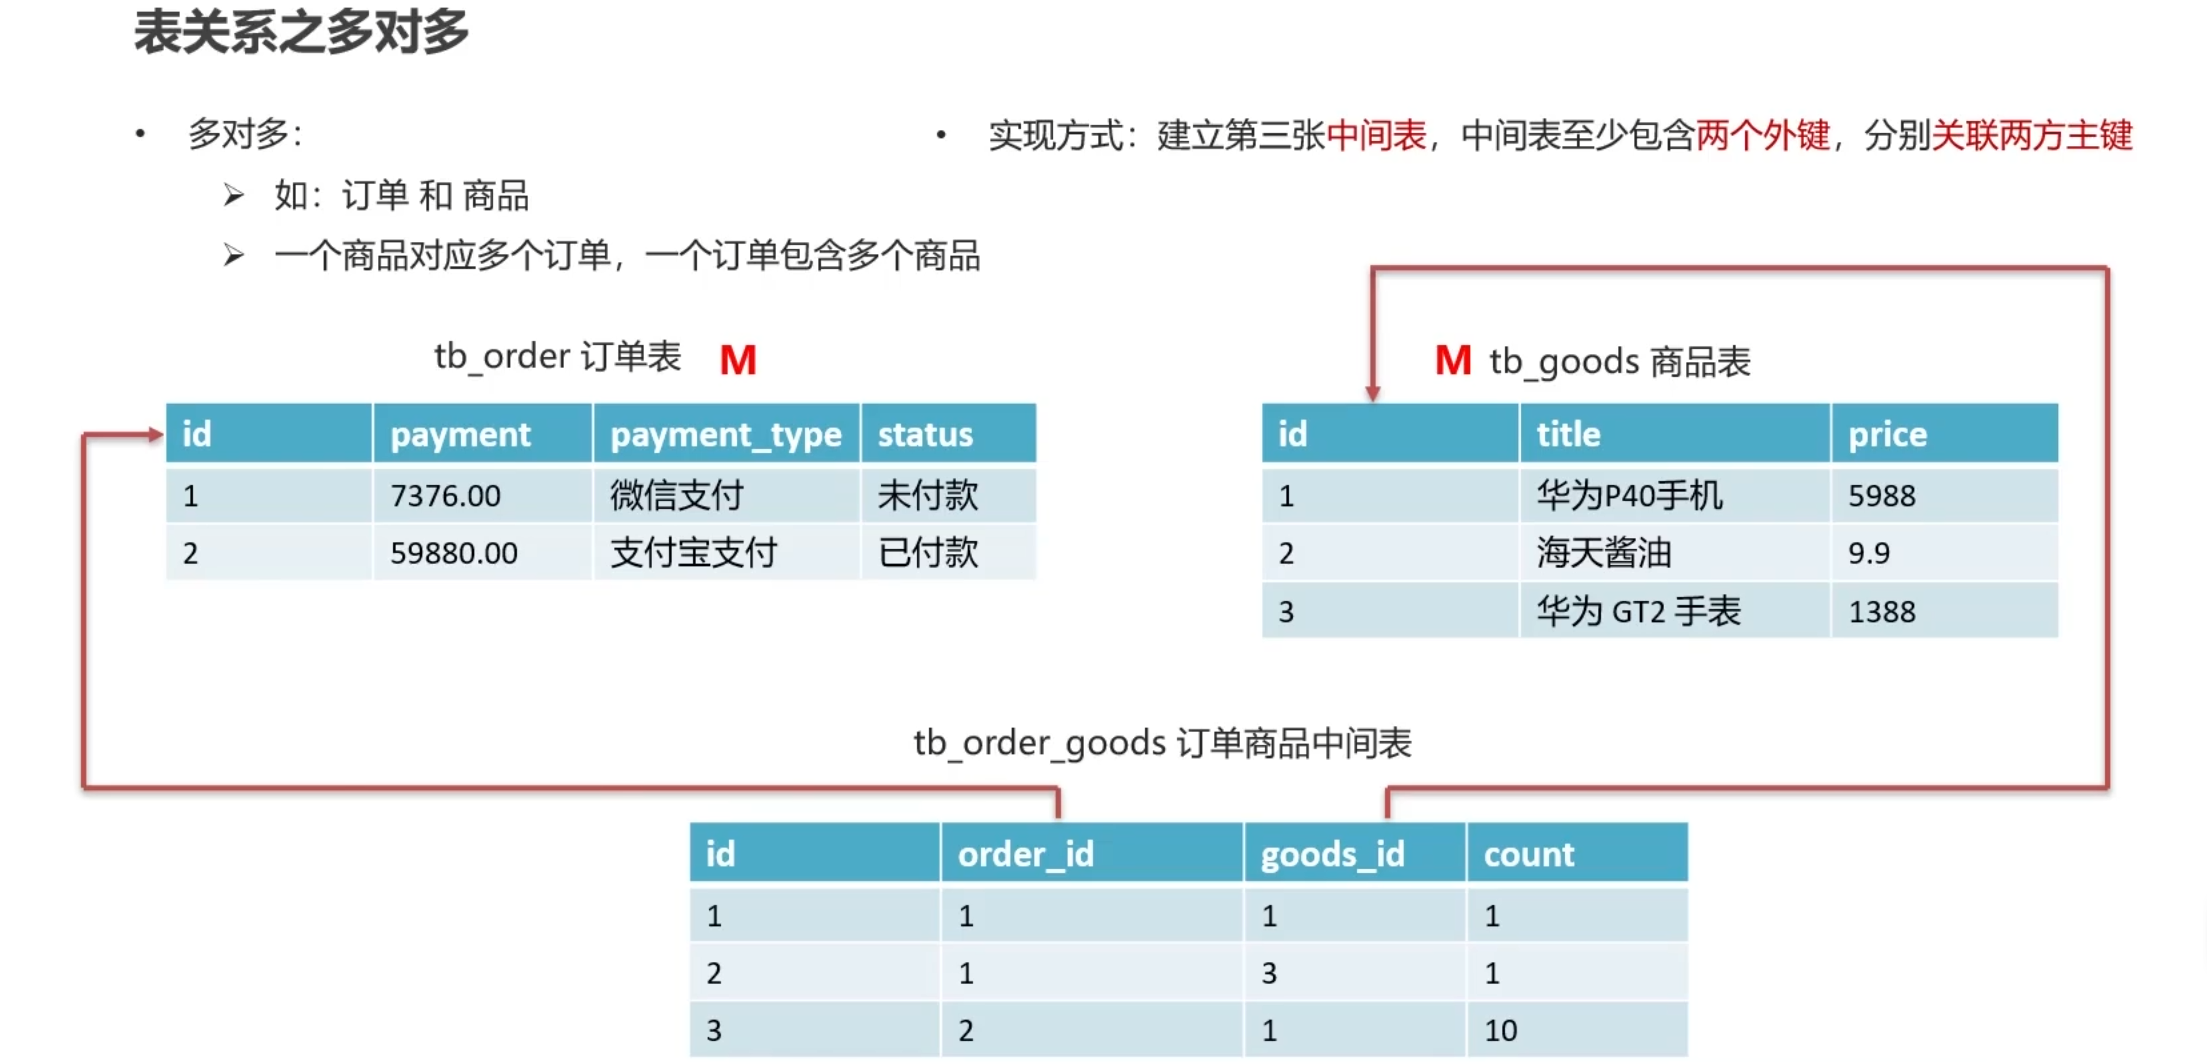 表关系之多对多
• 多对多：
➢ 如：订单 和 商品
➢ 一个商品对应多个订单，一个订单包含多个商品
• 实现方式：建立第三张中间表，中间表至少包含两个外键，分别关联两方主键
tb_order 订单表 M
id payment payment_type status
1 7376.00 微信支付 未付款
2 59880.00 支付宝支付 已付款
M tb_goods 商品表
id title price
1 华为P40手机 5988
2 海天酱油 9.9
3 华为 GT2 手表 1388
tb_order_goods 订单商品中间表
id order_id goods_id count
1 1 1 1
2 1 3 1
3 2 1 10